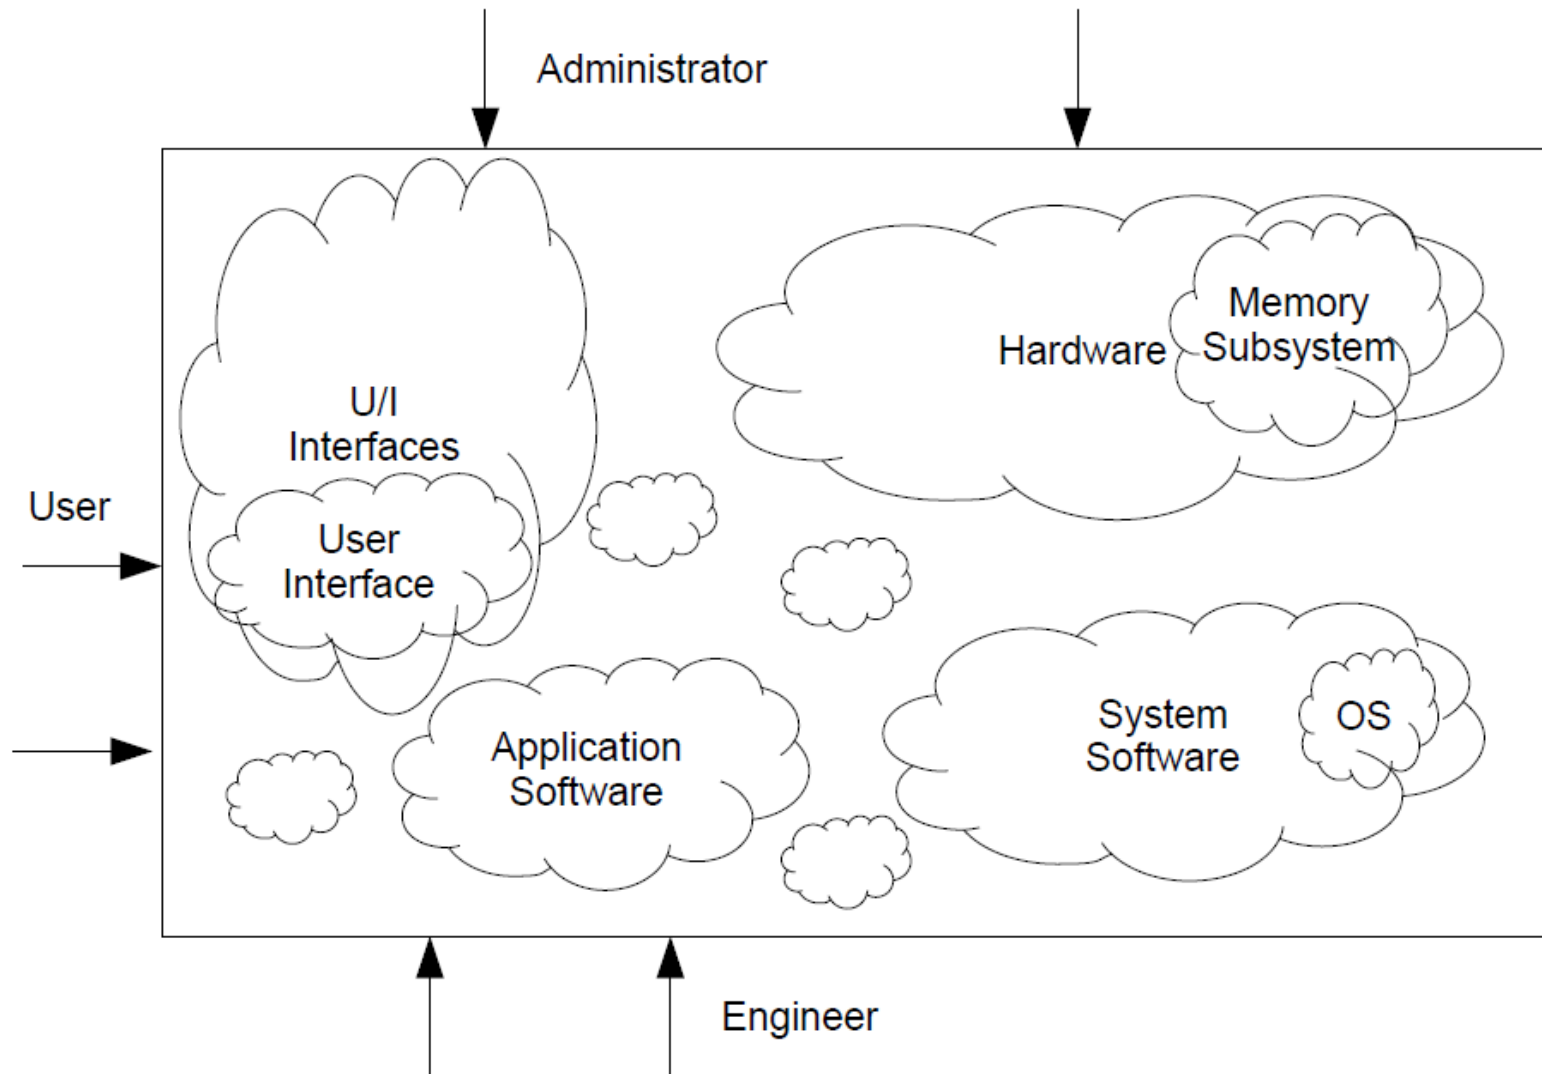 Administrator
Memory
Subsystem
Hardware
U/I
Interfaces
User
User
Interface
System
Software
OS
Application
Software
Engineer